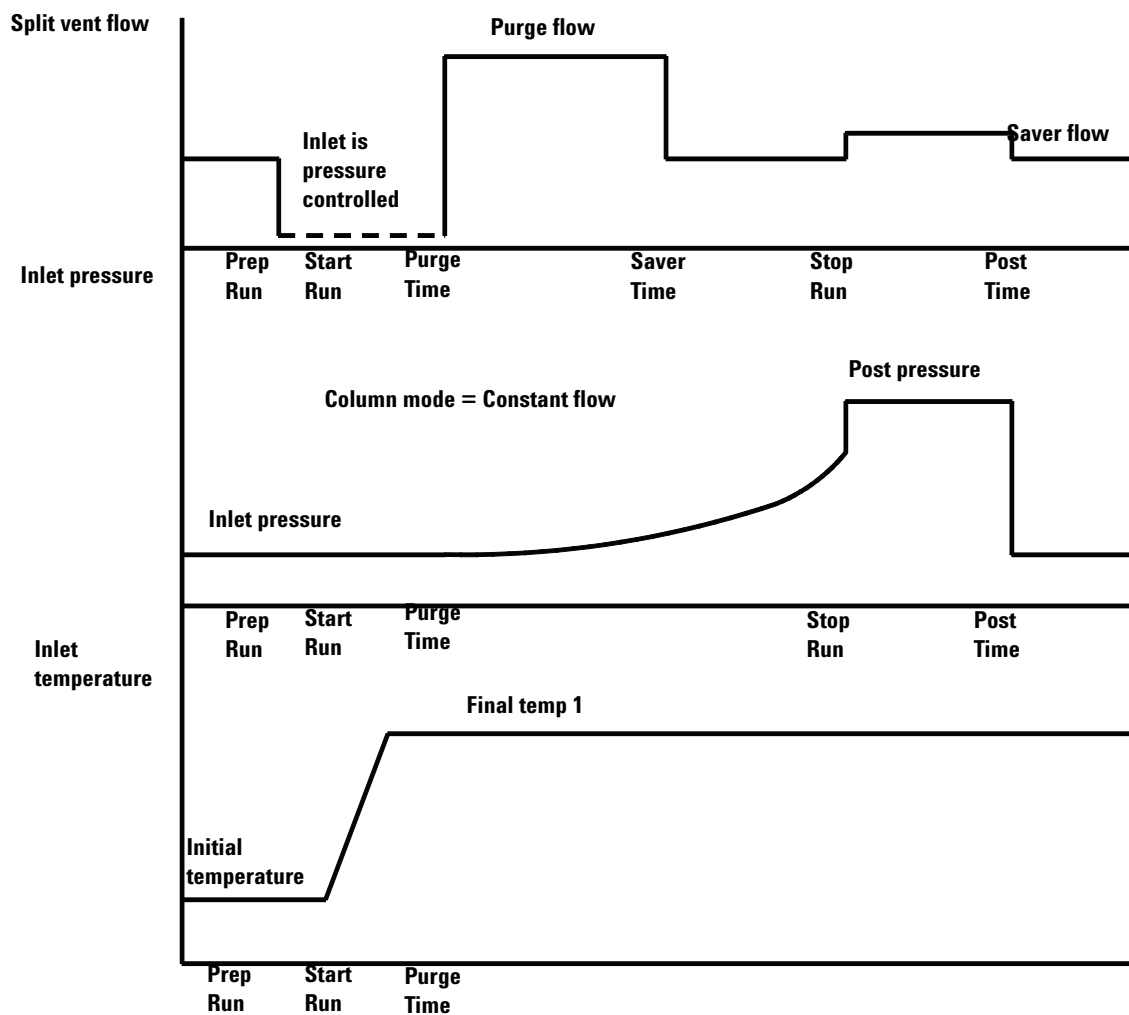 Split vent flow
Purge flow
Inlet is
pressure
controlled
Saver flow
Prep
Run
Start
Run
Purge
Time
Saver
Time
Stop
Run
Post
Time
Inlet pressure
Post pressure
Column mode = Constant flow
Inlet pressure
Prep
Run
Start
Run
Purge
Time
Stop
Run
Post
Time
Inlet
temperature
Final temp 1
Initial
temperature
Prep
Run
Start
Run
Purge
Time